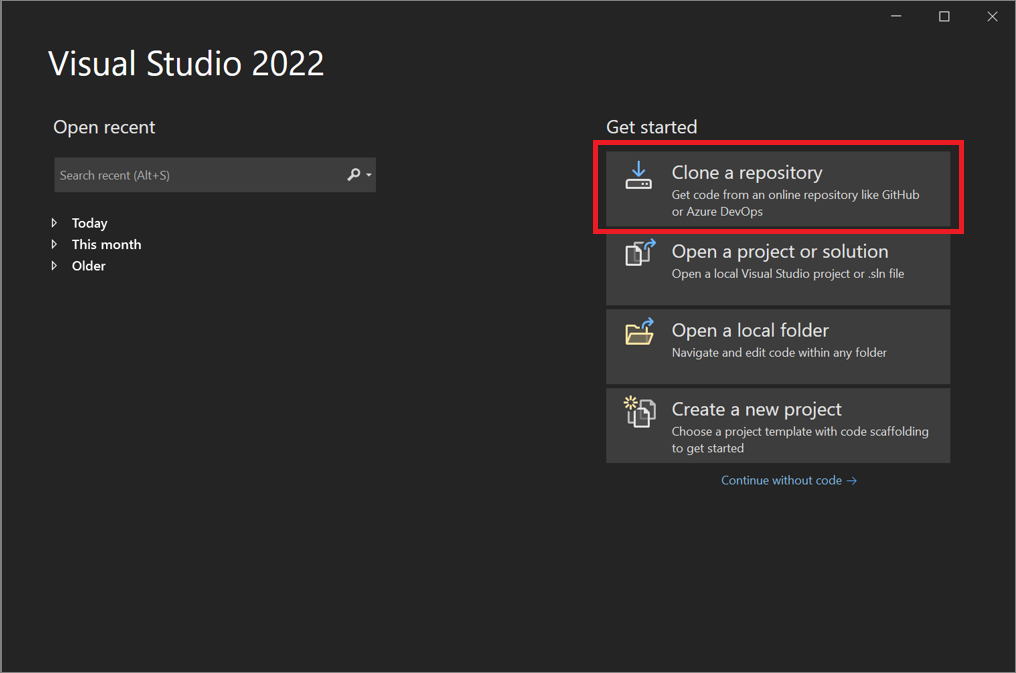 Visual Studio 2022
Open recent
Search recent (Alt+S)
Today
This month
Older
Get started
Clone a repository
Get code from an online repository like GitHub
or Azure DevOps
Open a project or solution
Open a local Visual Studio project or .sln file
Open a local folder
Navigate and edit code within any folder
Create a new project
Choose a project template with code scaffolding
to get started
Continue without code →